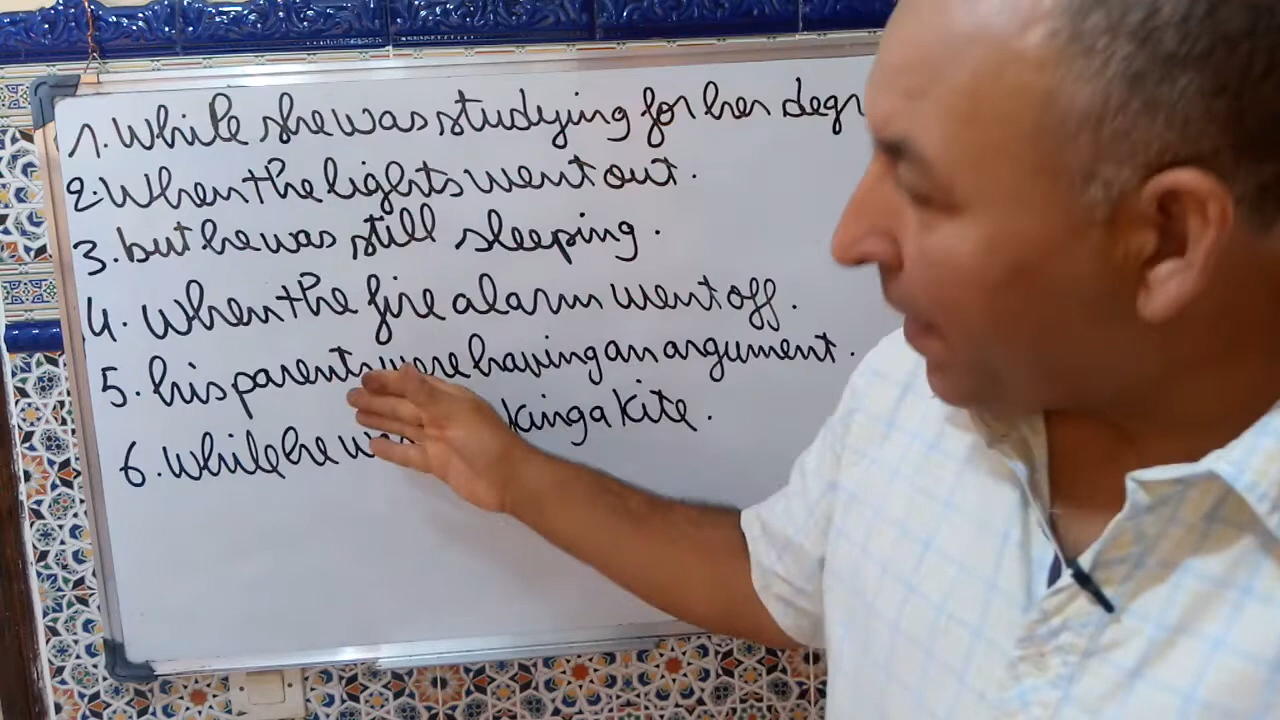 1. While she was studying for her degr
2. When the lights went out.
3. but he was still sleeping.
4. When the fire alarm went off.
5. his parents were having an argument.
6. while he a kite.